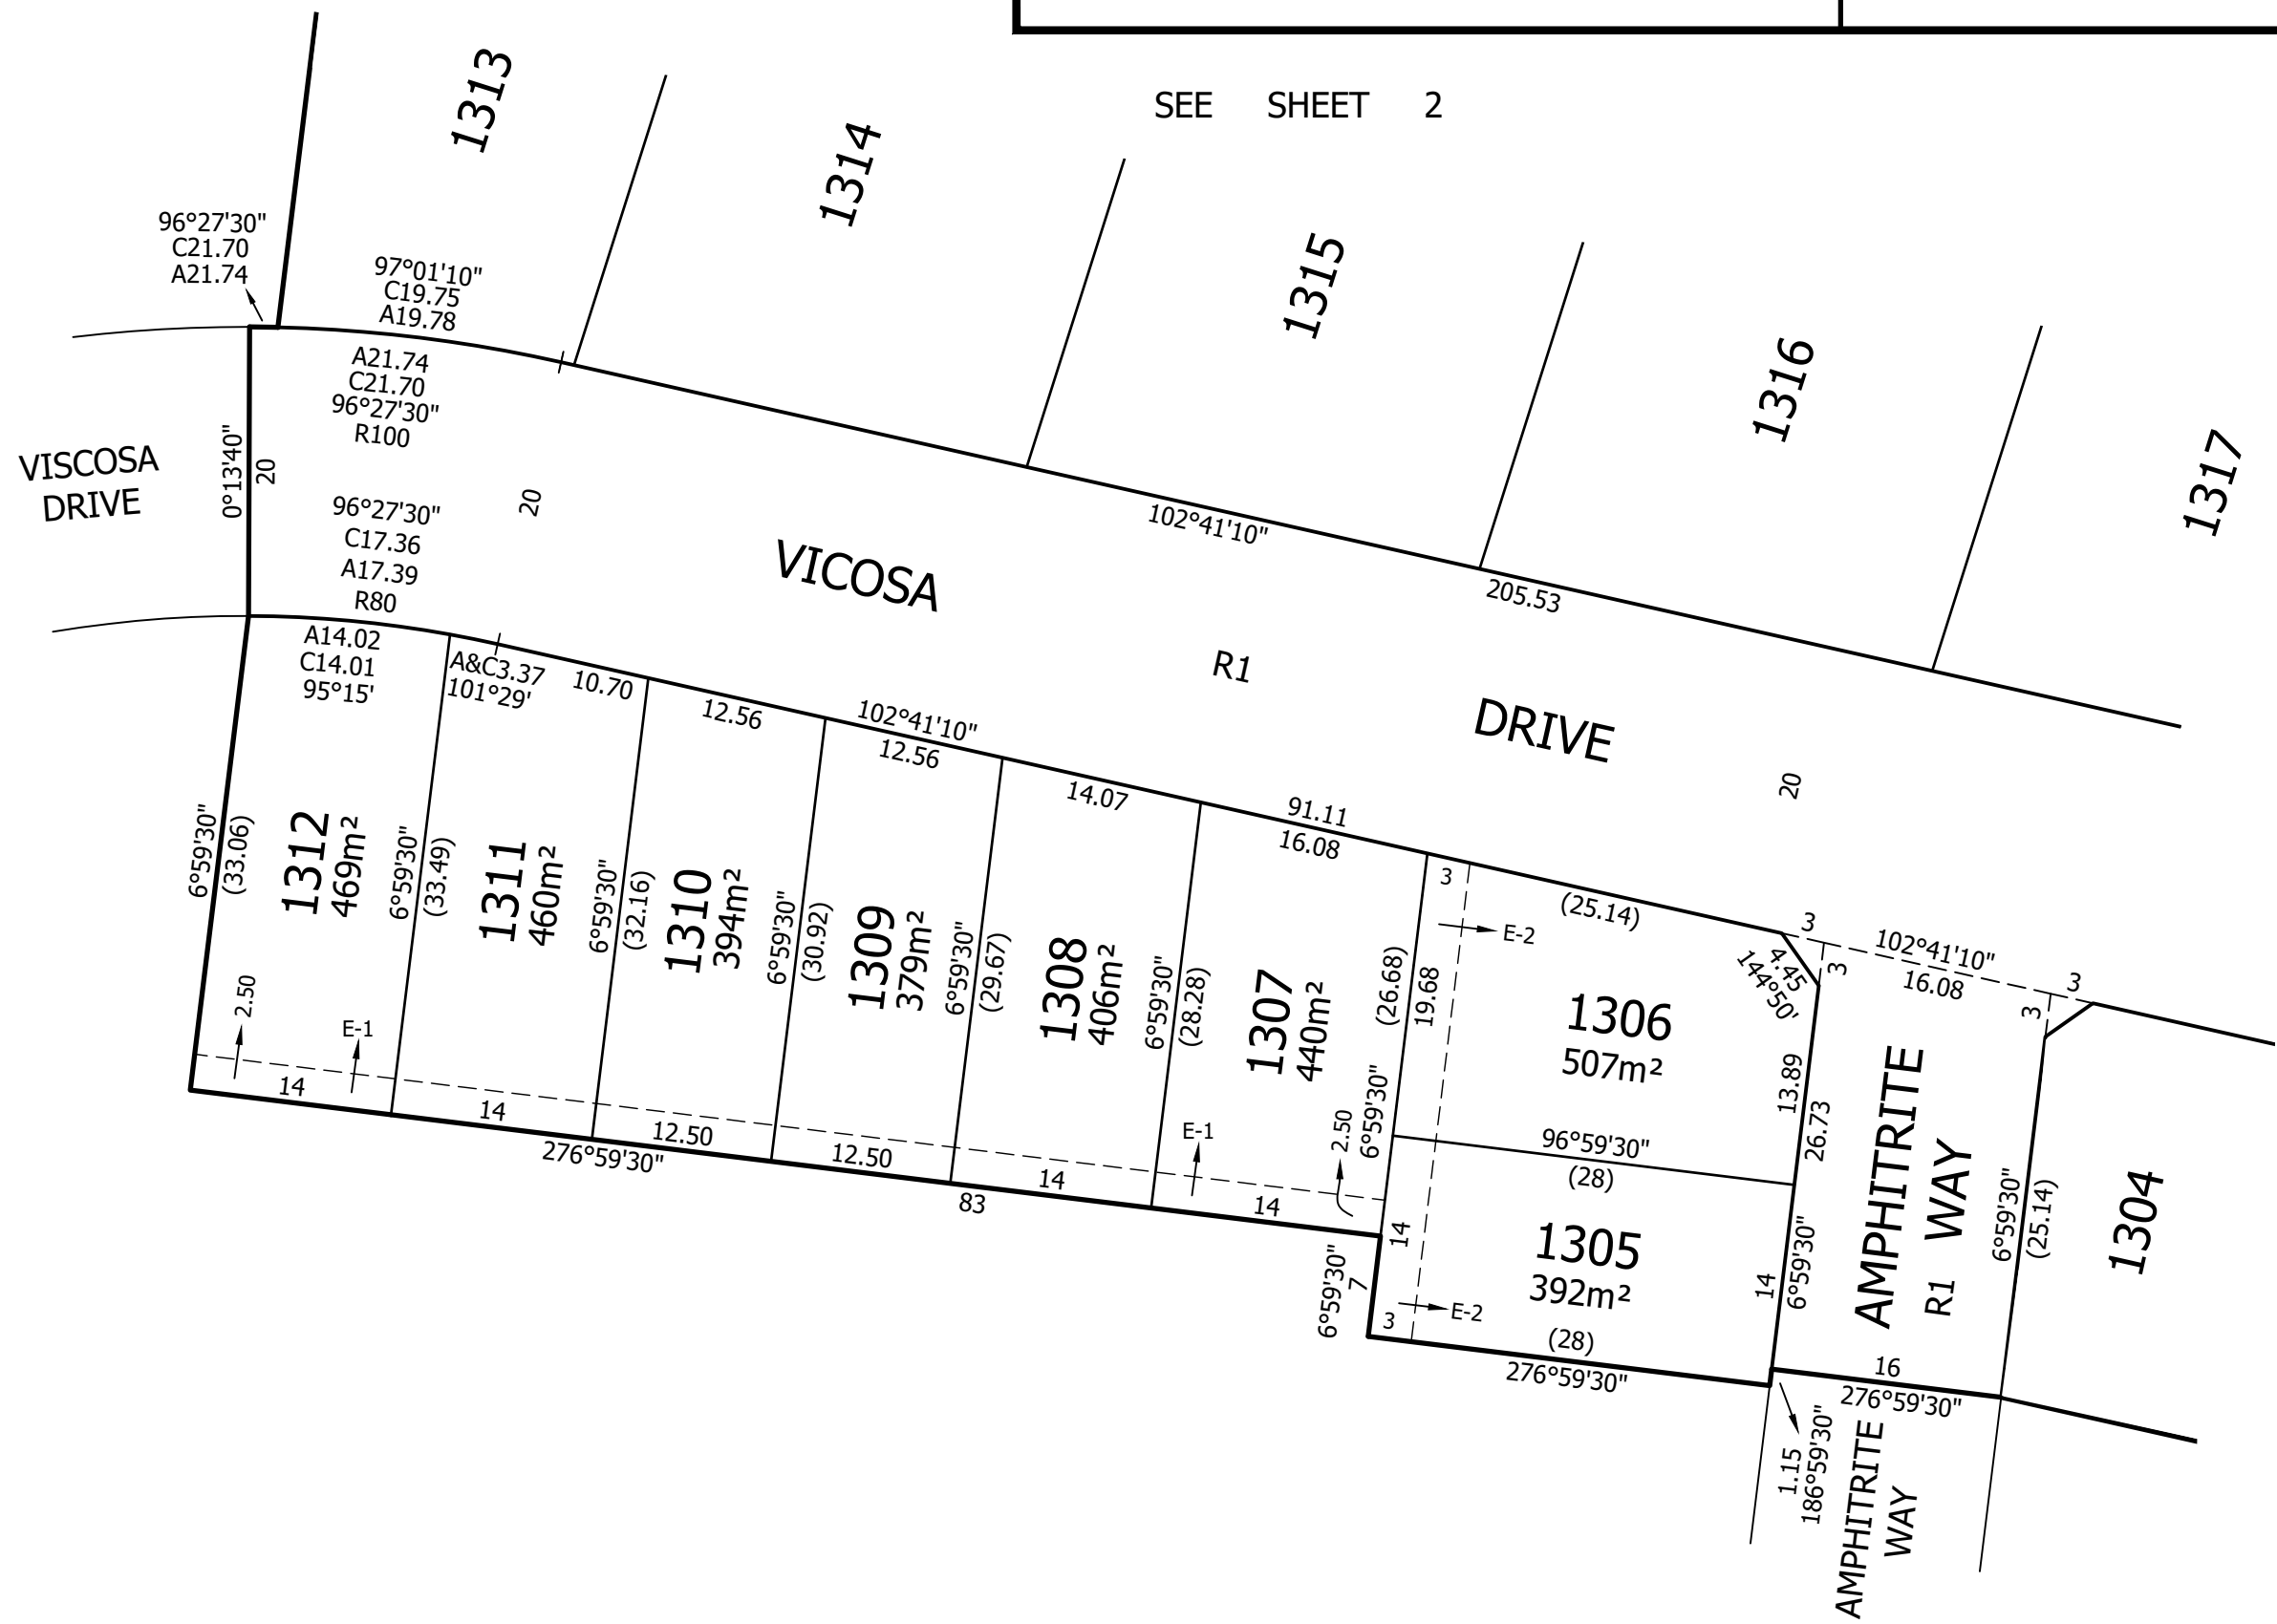 SEE SHEET 2
1313
1314
1315
1316
1317
96°27'30"
C21.70
A21.74
97°01'10"
C19.75
A19.78
A21.74
C21.70
96°27'30"
R100
0°13'40"
20
20
VISCOSA
DRIVE
96°27'30"
C17.36
A17.39
R80
VICOSA
R1
DRIVE
20
102°41'10"
205.53
A14.02
C14.01
95°15'
A&C3.37
101°29'
10.70
12.56
102°41'10"
12.56
14.07
91.11
16.08
6°59'30"
(33.06)
1312
469m²
6°59'30"
(33.49)
1311
460m²
6°59'30"
(32.16)
1310
394m²
6°59'30"
(30.92)
1309
379m²
6°59'30"
(29.67)
1308
406m²
6°59'30"
(28.28)
1307
440m²
6°59'30"
(26.68)
19.68
3
E-2
(25.14)
3
4.45
144°50'
3
102°41'10"
16.08
3
3
1306
507m²
13.89
26.73
96°59'30"
(28)
1305
392m²
14
6°59'30"
AMPHITRITE
WAY
R1
6°59'30"
(25.14)
1304
2.50
E-1
14
14
12.50
276°59'30"
12.50
83
14
E-1
14
2.50
14
6°59'30"
7
3
E-2
(28)
276°59'30"
16
276°59'30"
1.15
186°59'30"
AMPHITRITE
WAY